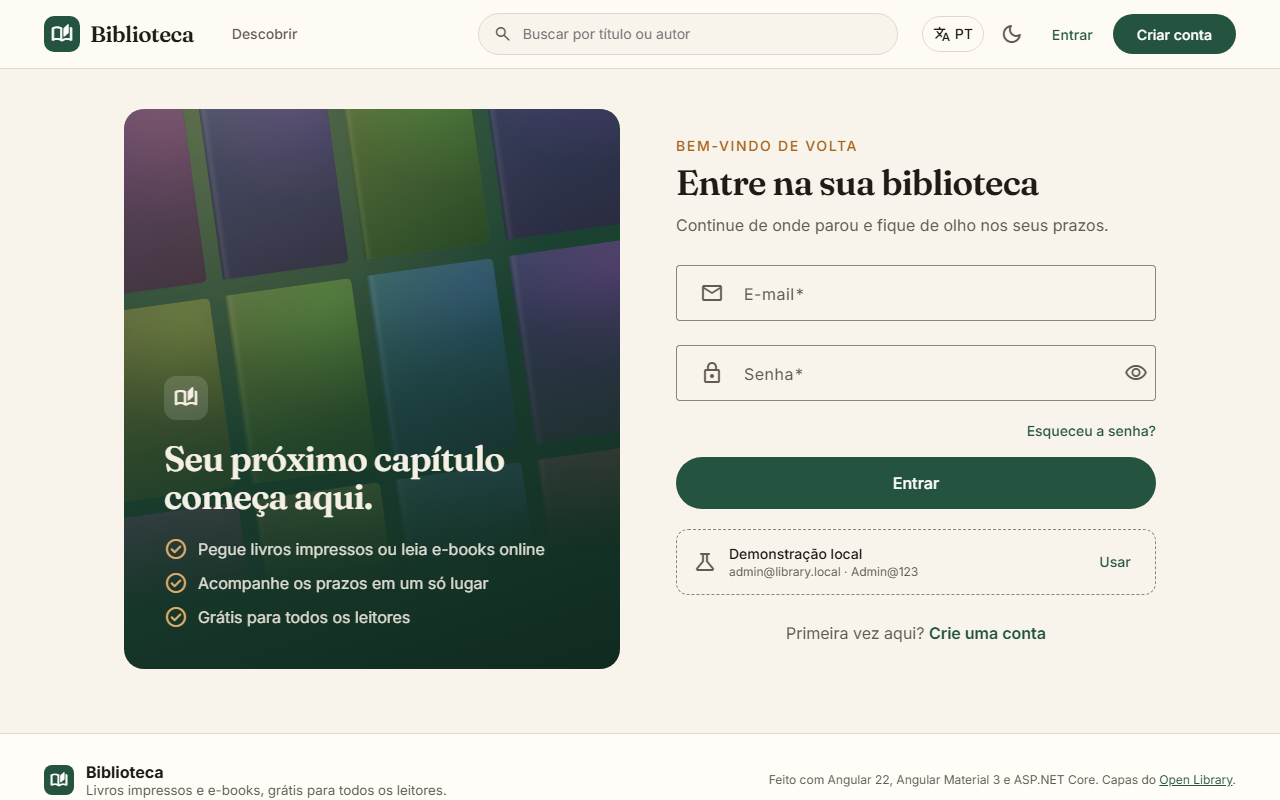 Biblioteca
Descobrir
Buscar por título ou autor
PT
Entrar
Criar conta
Seu próximo capítulo
começa aqui.
Pegue livros impressos ou leia e-books online
Acompanhe os prazos em um só lugar
Grátis para todos os leitores
BEM-VINDO DE VOLTA
Entre na sua biblioteca
Continue de onde parou e fique de olho nos seus prazos.
E-mail*
Senha*
Esqueceu a senha?
Entrar
Demonstração local
admin@library.local · Admin@123
Usar
Primeira vez aqui? Crie uma conta
Biblioteca
Livros impressos e e-books, grátis para todos os leitores.
Feito com Angular 22, Angular Material 3 e ASP.NET Core. Capas do Open Library.